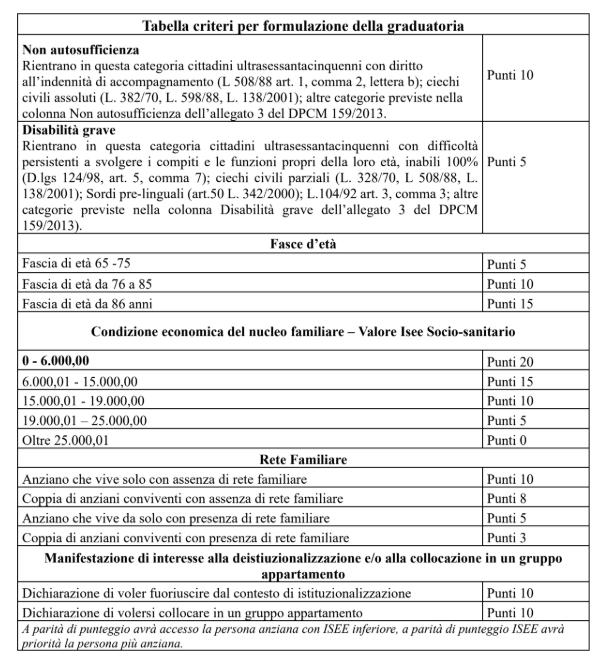 Tabella criteri per formulazione della graduatoria
Non autosufficienza
Rientrano in questa categoria cittadini ultrasessantacinquenni con diritto
all'indennità di accompagnamento (L 508/88 art. 1, comma 2, lettera b); ciechi
civili assoluti (L. 382/70, L. 598/88, L. 138/2001); altre categorie previste nella
colonna Non autosufficienza dell'allegato 3 del DPCM 159/2013.
Punti 10
Disabilità grave
Rientrano in questa categoria cittadini ultrasessantacinquenni con difficoltà
persistenti a svolgere i compiti e le funzioni propri della loro età, inabili 100%
(D.lgs 124/98, art. 5, comma 7); ciechi civili parziali (L. 328/70, L 508/88, L.
138/2001); Sordi pre-linguali (art.50 L. 342/2000); L.104/92 art. 3, comma 3; altre
categorie previste nella colonna Disabilità grave dell'allegato 3 del DPCM
159/2013).
Punti 5
Fasce d'età
Fascia di età 65 -75 Punti 5
Fascia di età da 76 a 85 Punti 10
Fascia di età da 86 anni Punti 15
Condizione economica del nucleo familiare – Valore Isee Socio-sanitario
0 - 6.000,00 Punti 20
6.000,01 - 15.000,00 Punti 15
15.000,01 - 19.000,00 Punti 10
19.000,01 – 25.000,00 Punti 5
Oltre 25.000,01 Punti 0
Rete Familiare
Anziano che vive solo con assenza di rete familiare Punti 10
Coppia di anziani conviventi con assenza di rete familiare Punti 8
Anziano che vive da solo con presenza di rete familiare Punti 5
Coppia di anziani conviventi con presenza di rete familiare Punti 3
Manifestazione di interesse alla deistiuzionalizzazione e/o alla collocazione in un gruppo
appartamento
Dichiarazione di voler fuoriuscire dal contesto di istituzionalizzazione Punti 10
Dichiarazione di volersi collocare in un gruppo appartamento Punti 10
A parità di punteggio avrà accesso la persona anziana con ISEE inferiore, a parità di punteggio ISEE avrà
priorità la persona più anziana.